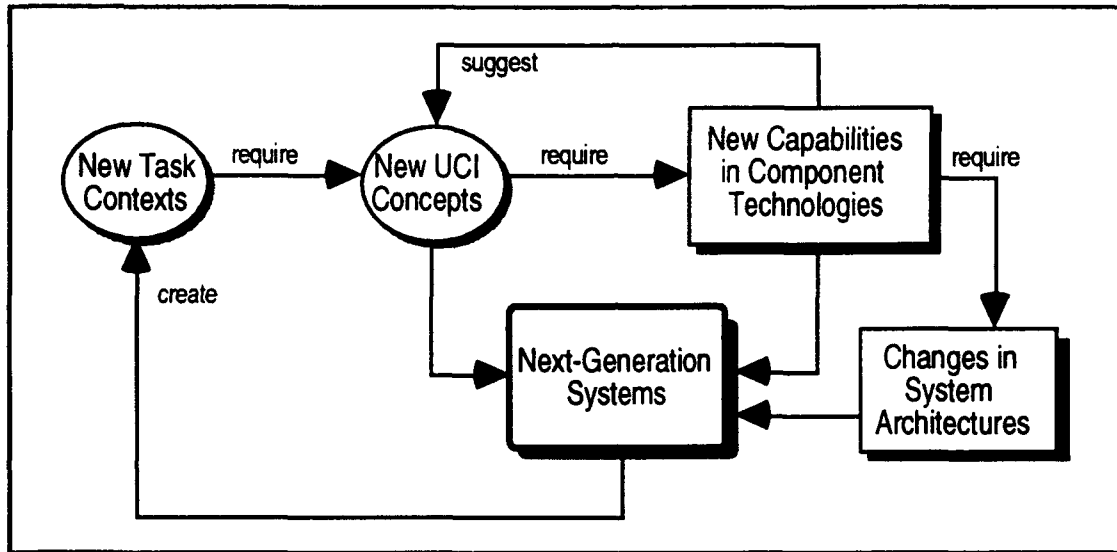 suggest
New Task
Contexts
require
New UCI
Concepts
require
New Capabilities
in Component
Technologies
require
create
Next-Generation
Systems
Changes in
System
Architectures